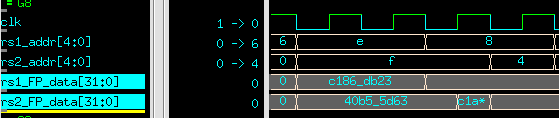 = G8
clk 1 -> 0
rs1_addr[4:0] 0 -> 6 6 e 8
rs2_addr[4:0] 0 -> 4 0 f 4
rs1_FP_data[31:0] 0 0 c186_db23
rs2_FP_data[31:0] 0 0 40b5_5d63 c1a*